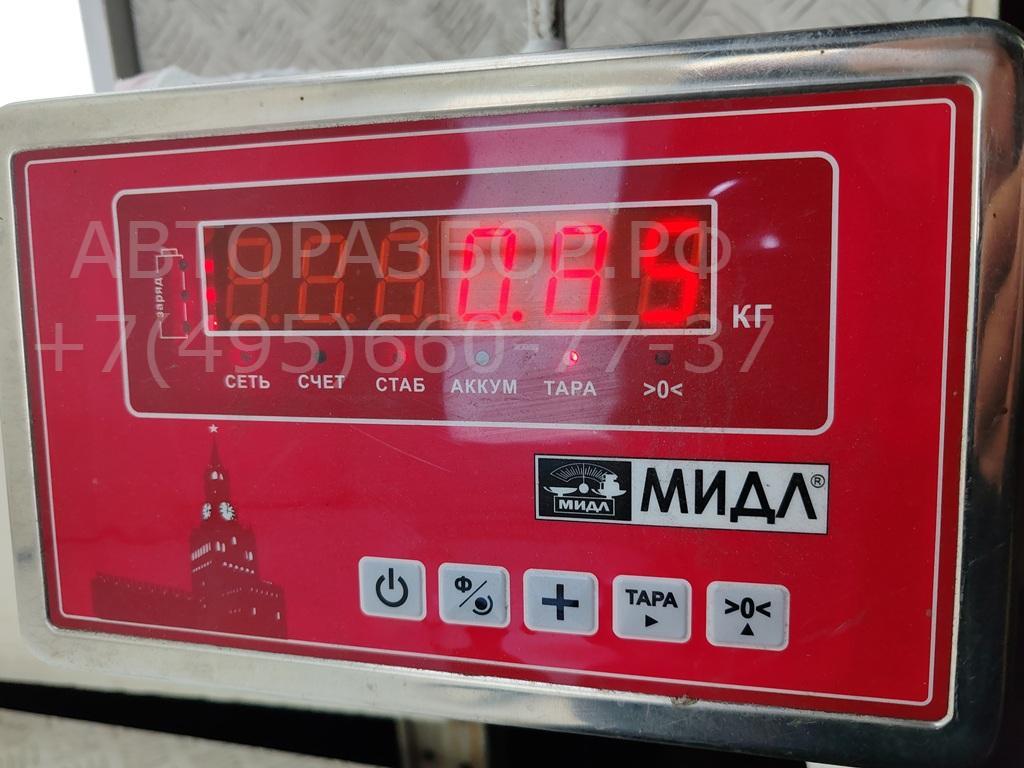 АВТОРАЗБОР.РФ
+7(495)660-77-37
заряд
0.85
КГ
СЕТЬ СЧЕТ СТАБ АККУМ ТАРА >0<
МИДЛ МИДЛ®
Ф ТАРА >0<